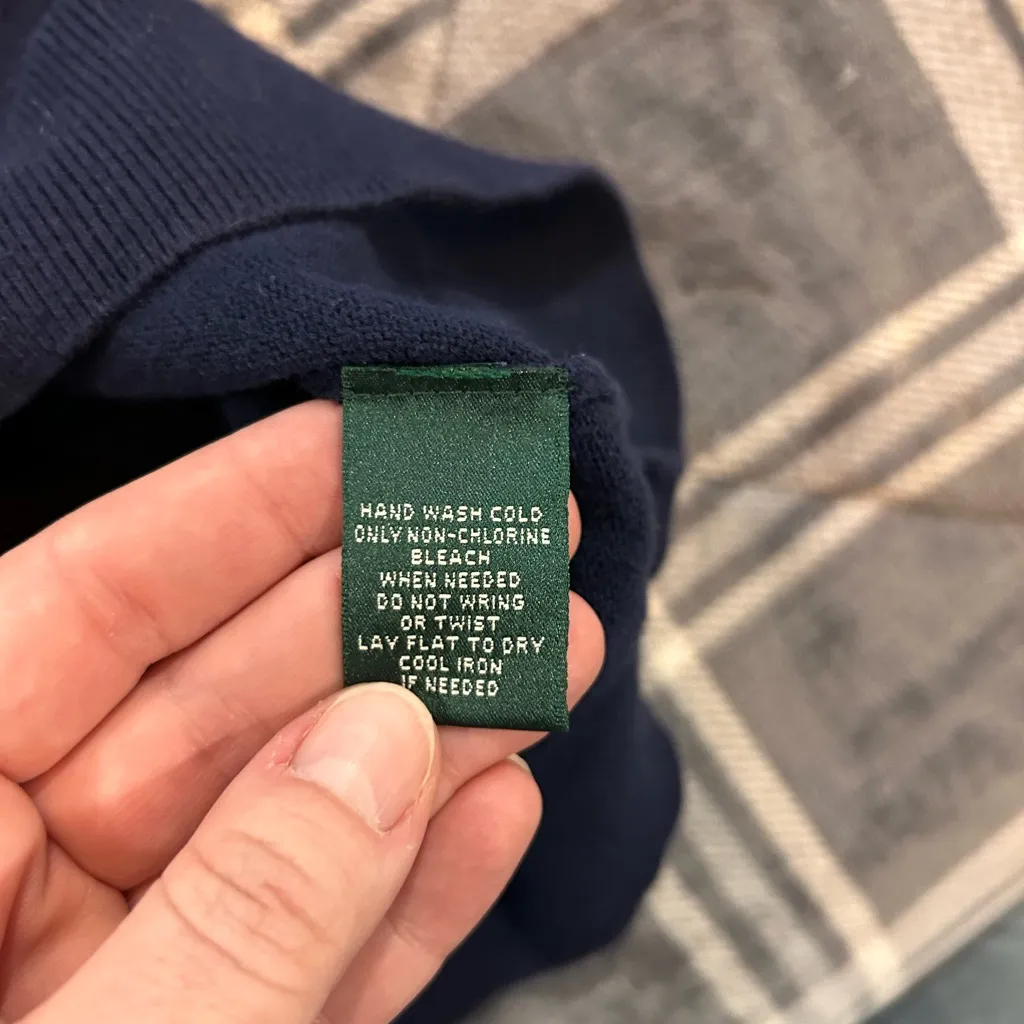 HAND WASH COLD
ONLY NON-CHLORINE
BLEACH
WHEN NEEDED
DO NOT WRING
OR TWIST
LAY FLAT TO DRY
COOL IRON
IF NEEDED